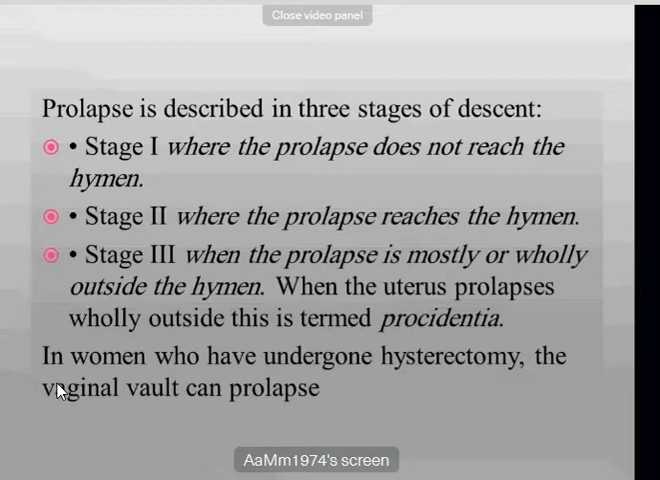 Close video panel
Prolapse is described in three stages of descent:
• Stage I where the prolapse does not reach the
hymen.
• Stage II where the prolapse reaches the hymen.
• Stage III when the prolapse is mostly or wholly
outside the hymen. When the uterus prolapses
wholly outside this is termed procidentia.
In women who have undergone hysterectomy, the
vaginal vault can prolapse
AaMm1974's screen